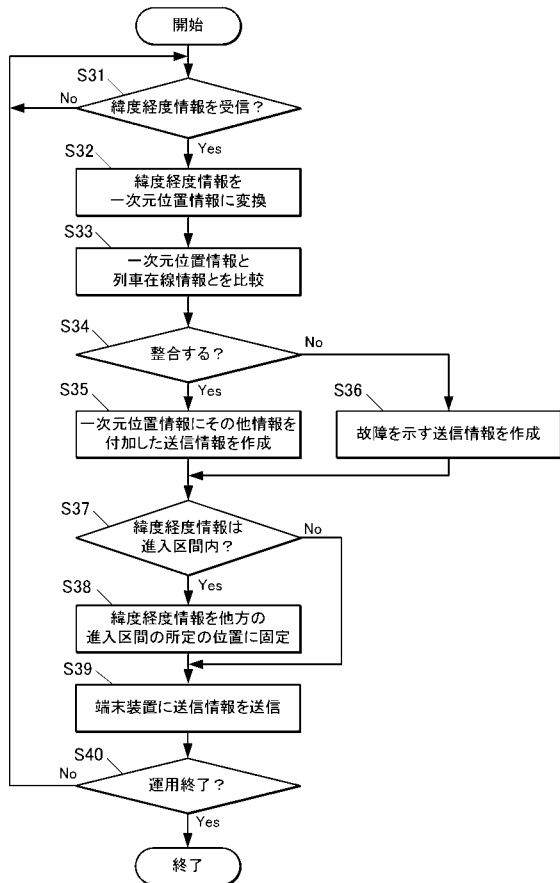 開始
S31
No
緯度経度情報を受信？
Yes
S32
緯度経度情報を
一次元位置情報に変換
S33
一次元位置情報と
列車在線情報とを比較
S34
No
整合する？
Yes
S35
一次元位置情報にその他情報を
付加した送信情報を作成
S36
故障を示す送信情報を作成
S37
No
緯度経度情報は
進入区間内？
Yes
S38
緯度経度情報を他方の
進入区間の所定の位置に固定
S39
端末装置に送信情報を送信
S40
No
運用終了？
Yes
終了